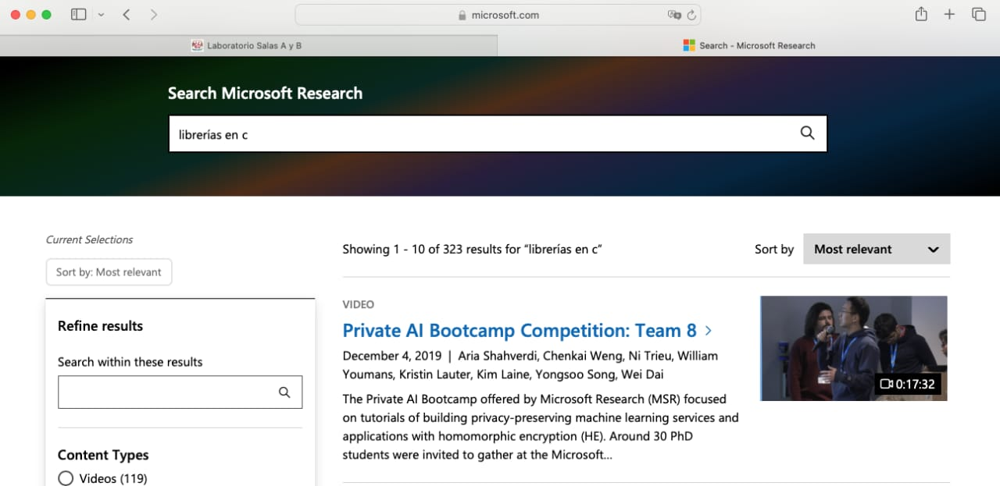 microsoft.com
Laboratorio Salas A y B
Search - Microsoft Research
Search Microsoft Research
librerías en c
Current Selections
Sort by: Most relevant
Refine results
Search within these results
Content Types
Videos (119)
Showing 1 - 10 of 323 results for “librerías en c”
Sort by
Most relevant
VIDEO
Private AI Bootcamp Competition: Team 8
December 4, 2019 | Aria Shahverdi, Chenkai Weng, Ni Trieu, William
Youmans, Kristin Lauter, Kim Laine, Yongsoo Song, Wei Dai
The Private AI Bootcamp offered by Microsoft Research (MSR) focused
on tutorials of building privacy-preserving machine learning services and
applications with homomorphic encryption (HE). Around 30 PhD
students were invited to gather at the Microsoft...
0:17:32